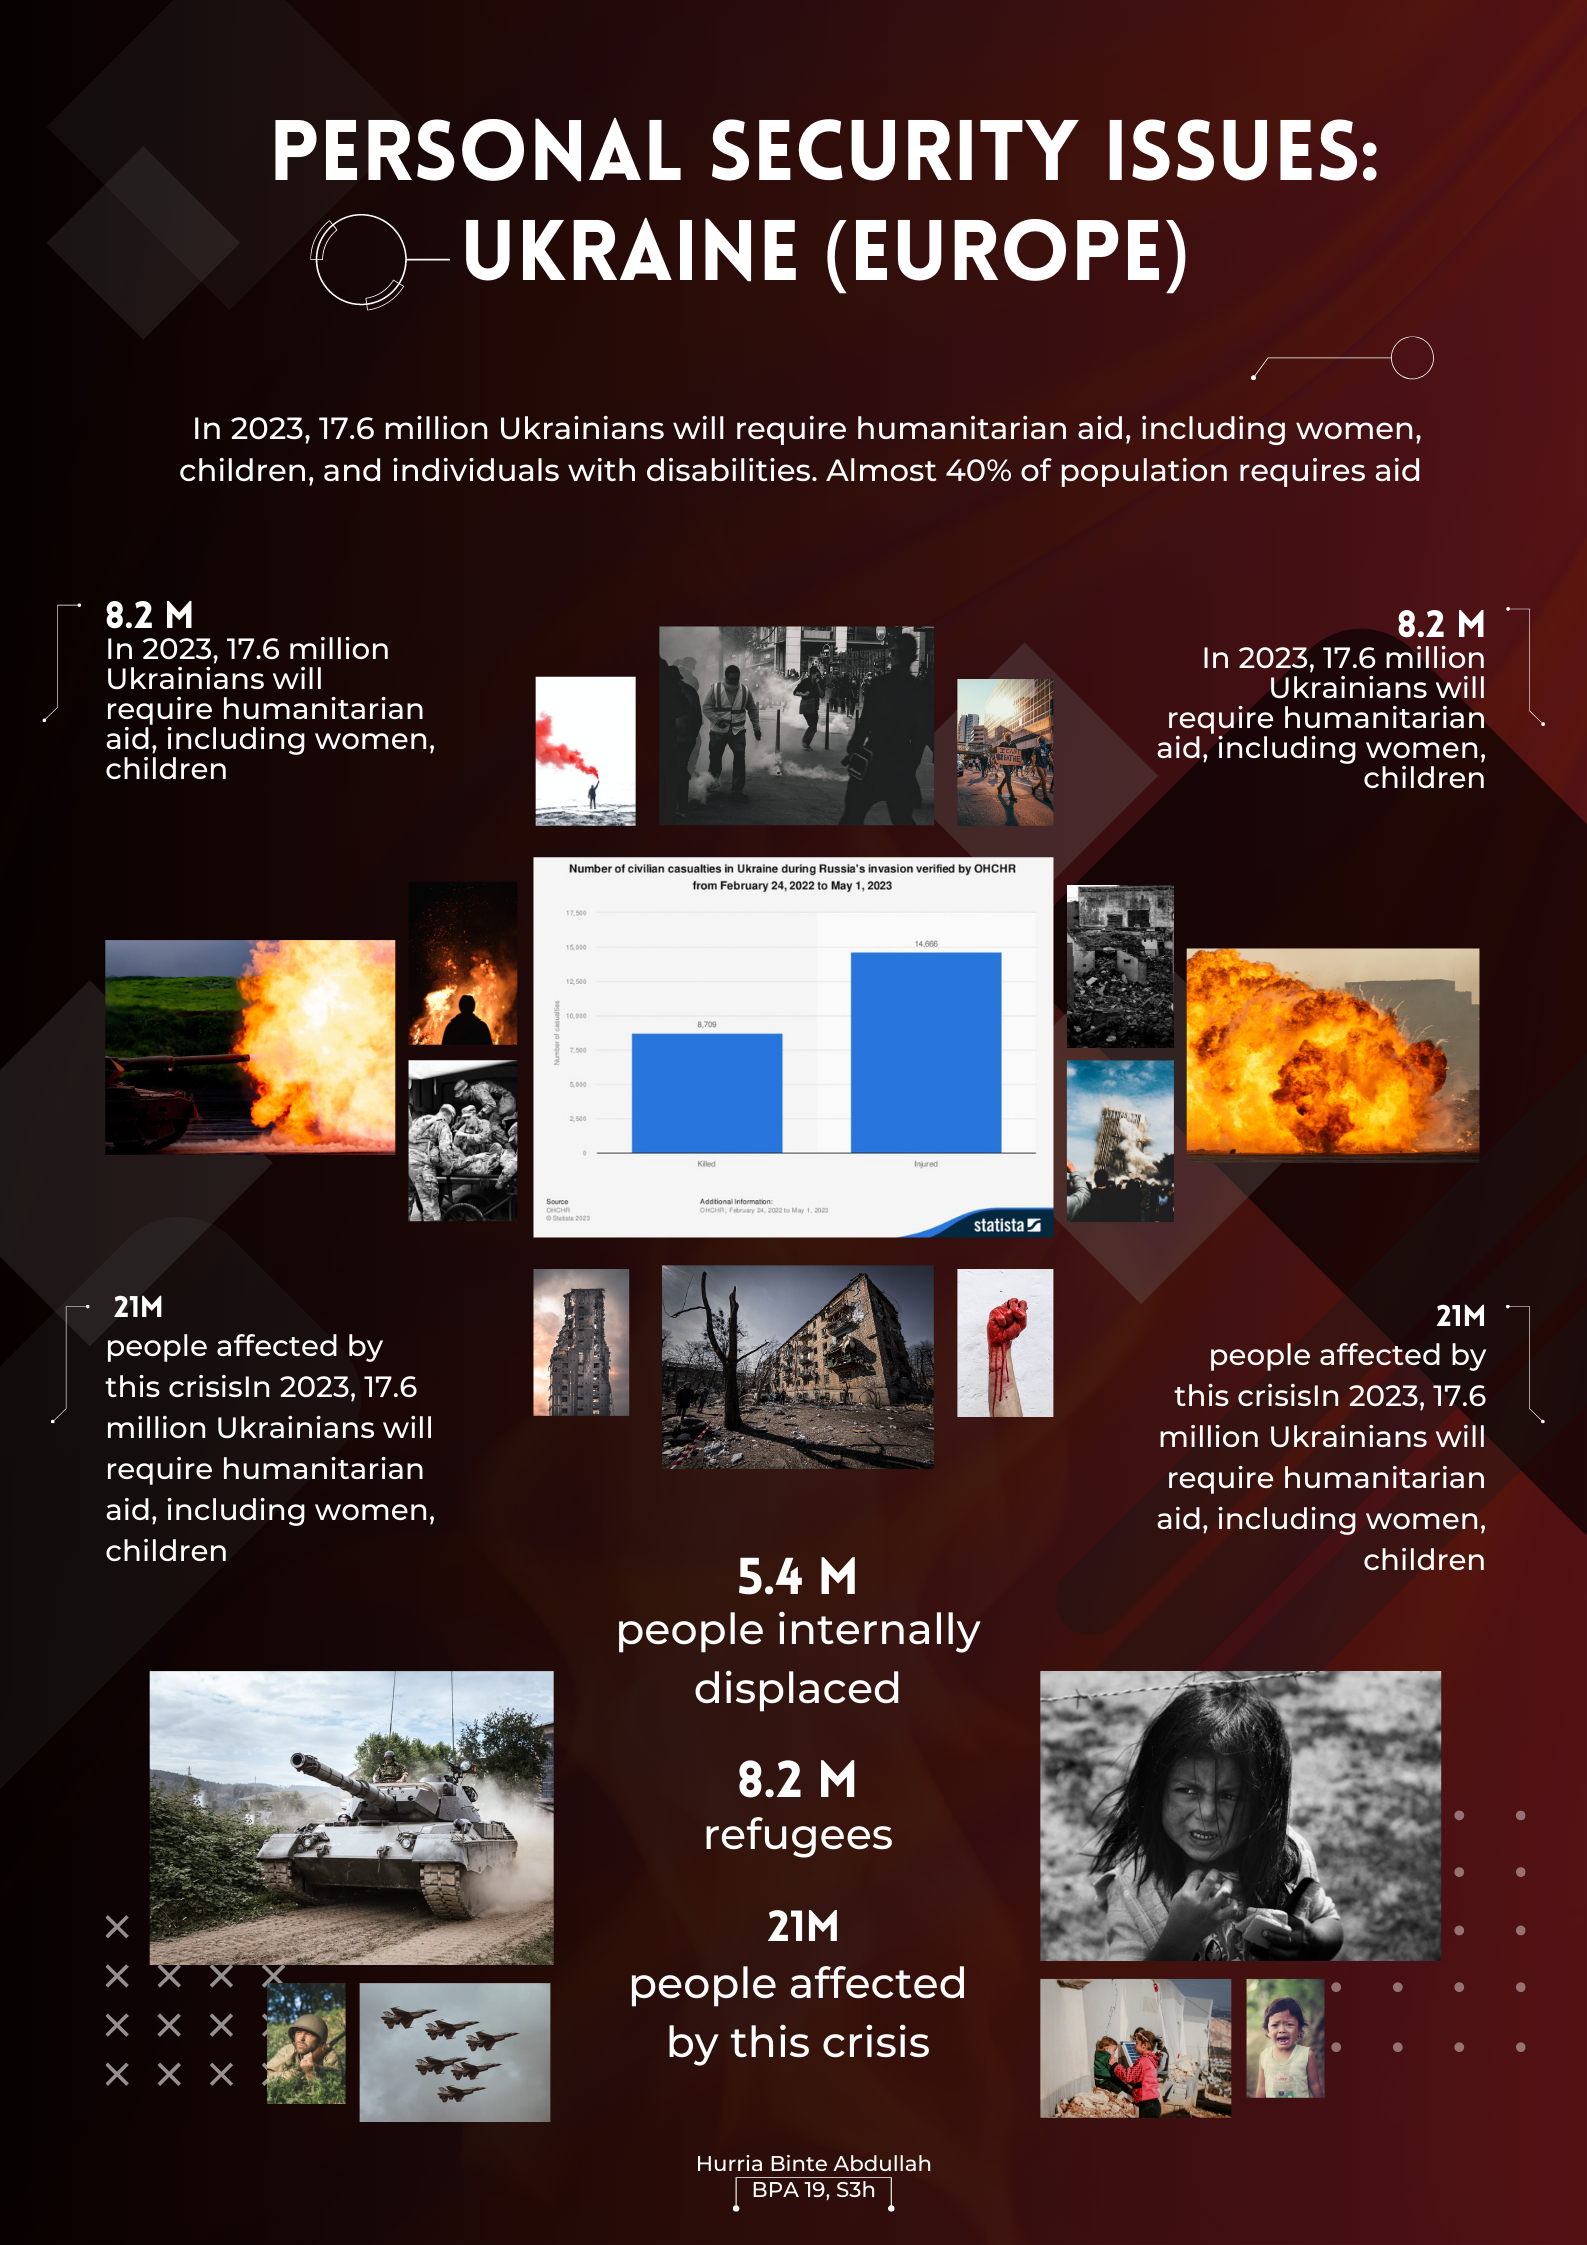 PERSONAL SECURITY ISSUES:
UKRAINE (EUROPE)
In 2023, 17.6 million Ukrainians will require humanitarian aid, including women,
children, and individuals with disabilities. Almost 40% of population requires aid
8.2 M
In 2023, 17.6 million
Ukrainians will
require humanitarian
aid, including women,
children
8.2 M
In 2023, 17.6 million
Ukrainians will
require humanitarian
aid, including women,
children
I CAN'T
BREATHE
Number of civilian casualties in Ukraine during Russia's invasion verified by OHCHR
from February 24, 2022 to May 1, 2023
Number of casualties
17,500
15,000
12,500
10,000
7,500
5,000
2,500
0
8,709
14,666
Killed
Injured
Source
OHCHR
© Statista 2023
Additional Information:
OHCHR; February 24, 2022 to May 1, 2023
statista
21M
people affected by
this crisisIn 2023, 17.6
million Ukrainians will
require humanitarian
aid, including women,
children
21M
people affected by
this crisisIn 2023, 17.6
million Ukrainians will
require humanitarian
aid, including women,
children
5.4 M
people internally
displaced
8.2 M
refugees
21M
people affected
by this crisis
Hurria Binte Abdullah
BPA 19, S3h